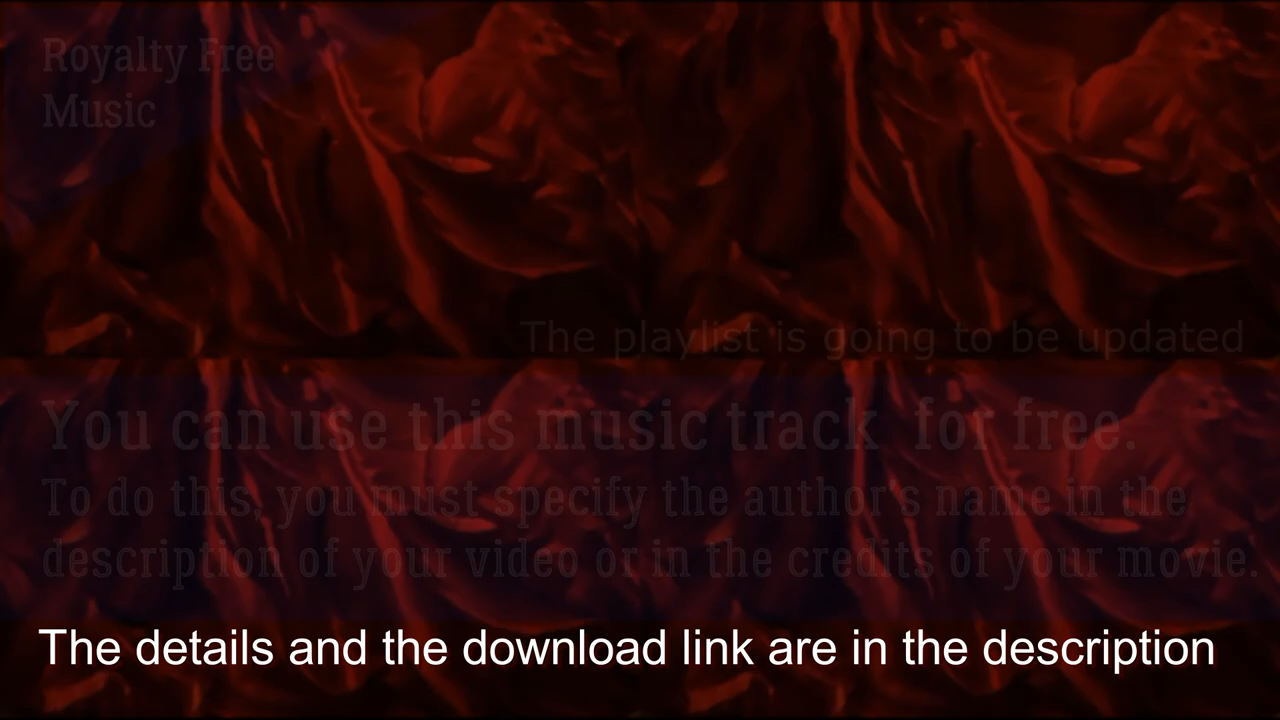 Royalty Free
Music
The playlist is going to be updated
You can use this music track for free.
To do this, you must specify the author's name in the
description of your video or in the credits of your movie.
The details and the download link are in the description